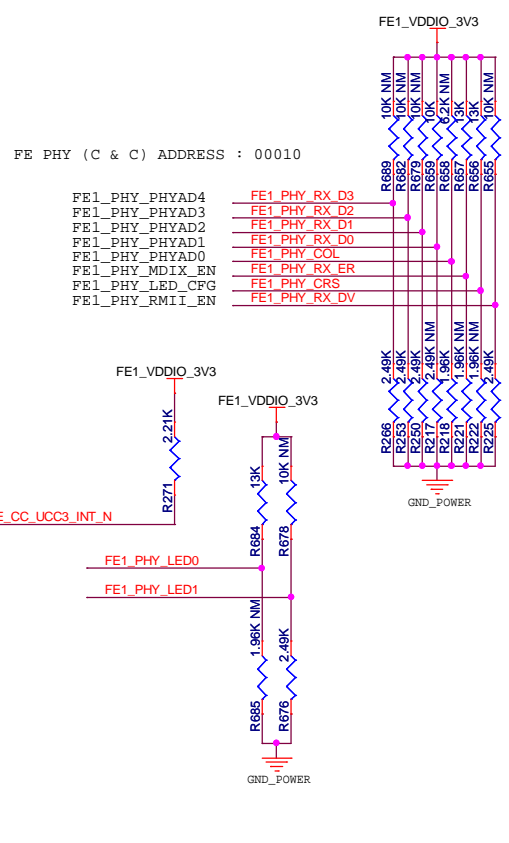 FE1_VDDIO_3V3
10K NM
10K NM
10K NM
10K
6.2K NM
13K
13K
10K NM
R689
R682
R679
R659
R658
R657
R656
R655
FE PHY (C & C) ADDRESS : 00010
FE1_PHY_PHYAD4 FE1_PHY_RX_D3
FE1_PHY_PHYAD3 FE1_PHY_RX_D2
FE1_PHY_PHYAD2 FE1_PHY_RX_D1
FE1_PHY_PHYAD1 FE1_PHY_RX_D0
FE1_PHY_PHYAD0 FE1_PHY_COL
FE1_PHY_MDIX_EN FE1_PHY_RX_ER
FE1_PHY_LED_CFG FE1_PHY_CRS
FE1_PHY_RMII_EN FE1_PHY_RX_DV
2.49K
2.49K
2.49K
2.49K NM
1.96K
1.96K NM
1.96K NM
2.49K
R266
R253
R250
R217
R218
R221
R222
R225
GND_POWER
FE1_VDDIO_3V3
2.21K
R271
E_CC_UCC3_INT_N
FE1_VDDIO_3V3
13K
10K NM
R684
R678
FE1_PHY_LED0
FE1_PHY_LED1
1.96K NM
2.49K
R685
R676
GND_POWER